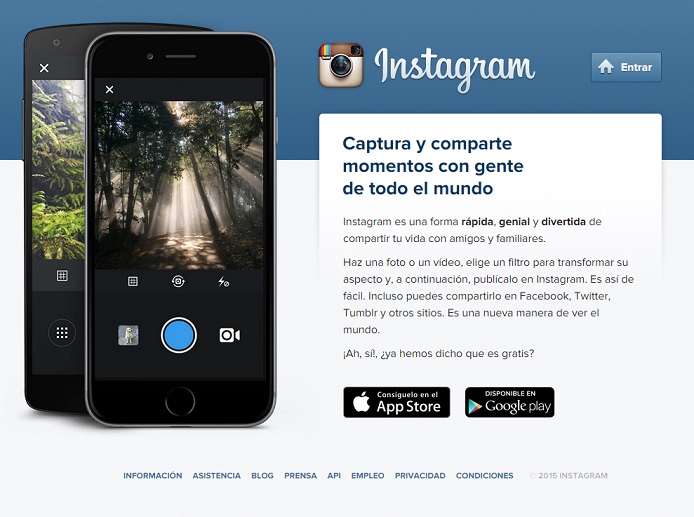 Instagram
Entrar
Captura y comparte
momentos con gente
de todo el mundo
Instagram es una forma rápida, genial y divertida de
compartir tu vida con amigos y familiares.
Haz una foto o un vídeo, elige un filtro para transformar su
aspecto y, a continuación, publícalo en Instagram. Es así de
fácil. Incluso puedes compartirlo en Facebook, Twitter,
Tumblr y otros sitios. Es una nueva manera de ver el
mundo.
¡Ah, sí!, ¿ya hemos dicho que es gratis?
Consíguelo en el
App Store
DISPONIBLE EN
Google play
INFORMACIÓN ASISTENCIA BLOG PRENSA API EMPLEO PRIVACIDAD CONDICIONES © 2015 INSTAGRAM